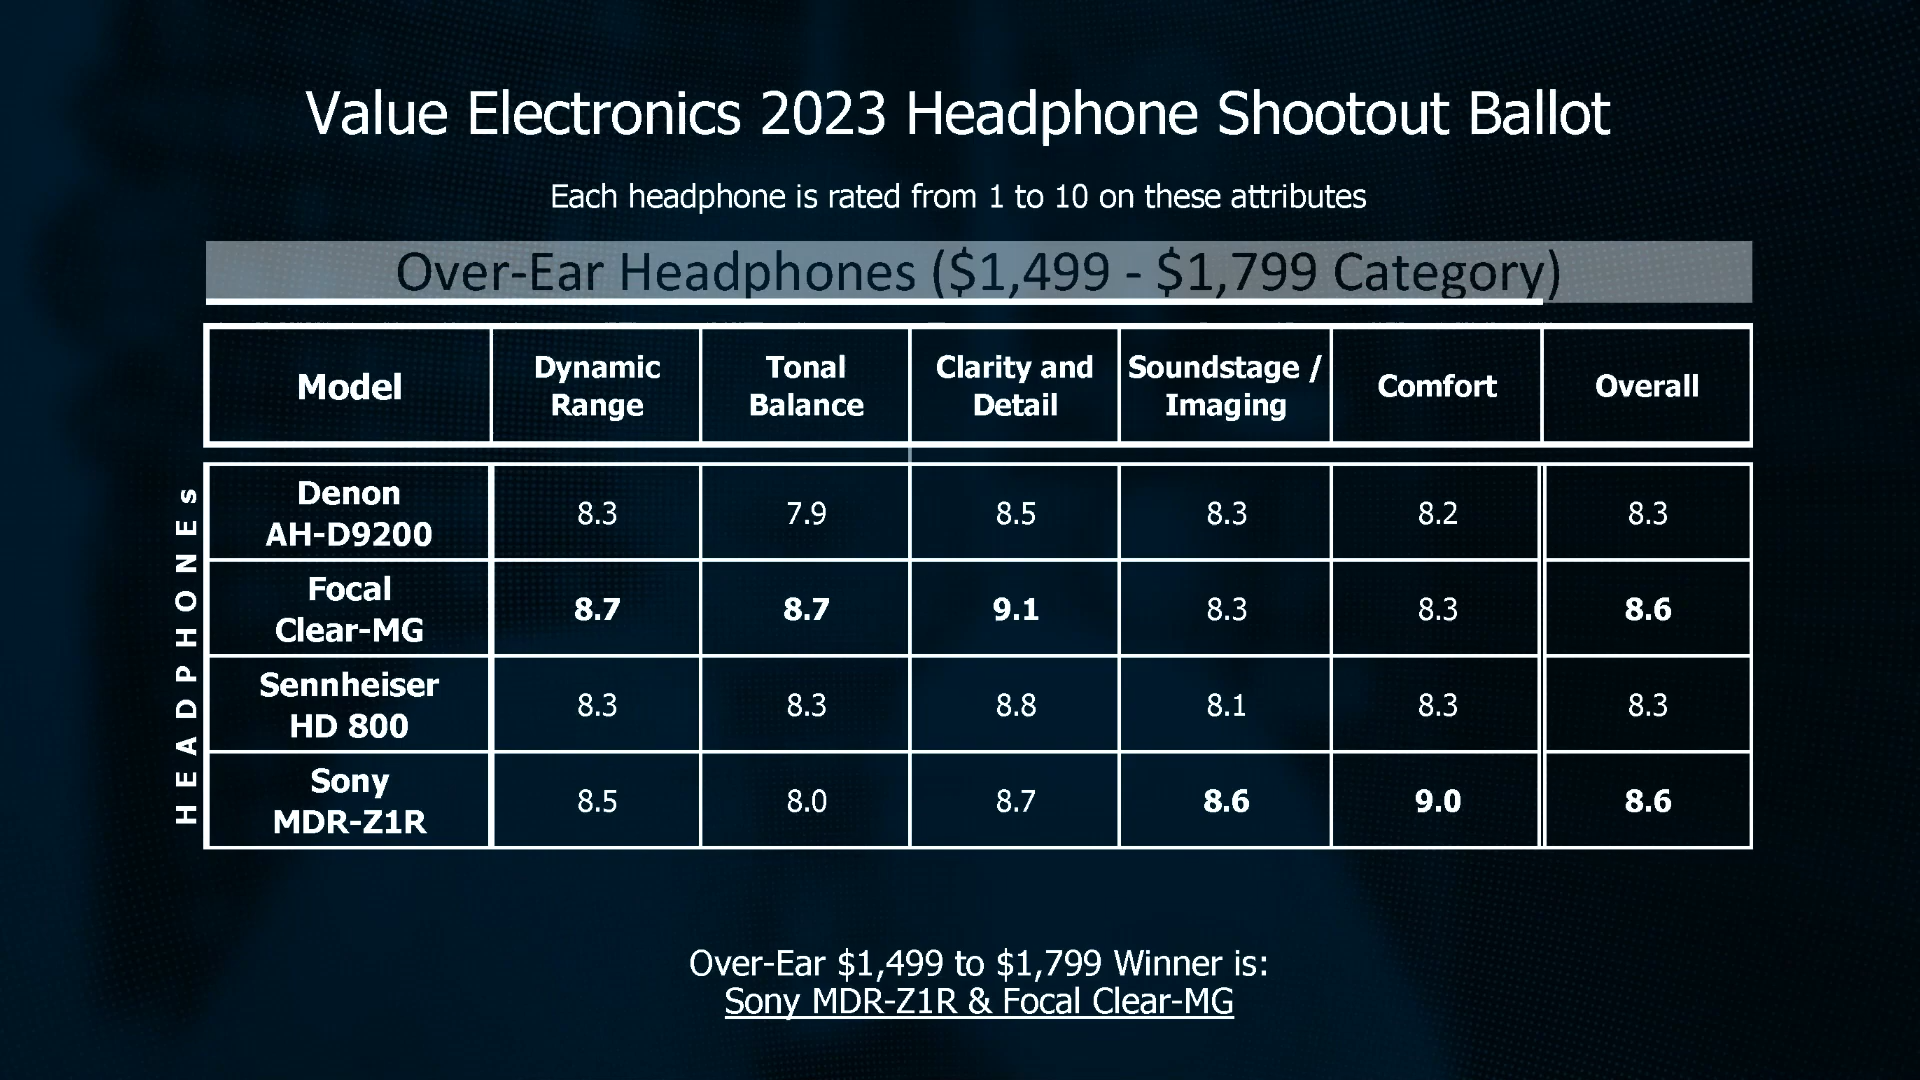 Value Electronics 2023 Headphone Shootout Ballot
Each headphone is rated from 1 to 10 on these attributes
Over-Ear Headphones ($1,499 - $1,799 Category)
Model
Dynamic
Range
Tonal
Balance
Clarity and
Detail
Soundstage /
Imaging
Comfort
Overall
HEADPHONEs
Denon
AH-D9200
8.3
7.9
8.5
8.3
8.2
8.3
Focal
Clear-MG
8.7
8.7
9.1
8.3
8.3
8.6
Sennheiser
HD 800
8.3
8.3
8.8
8.1
8.3
8.3
Sony
MDR-Z1R
8.5
8.0
8.7
8.6
9.0
8.6
Over-Ear $1,499 to $1,799 Winner is:
Sony MDR-Z1R & Focal Clear-MG